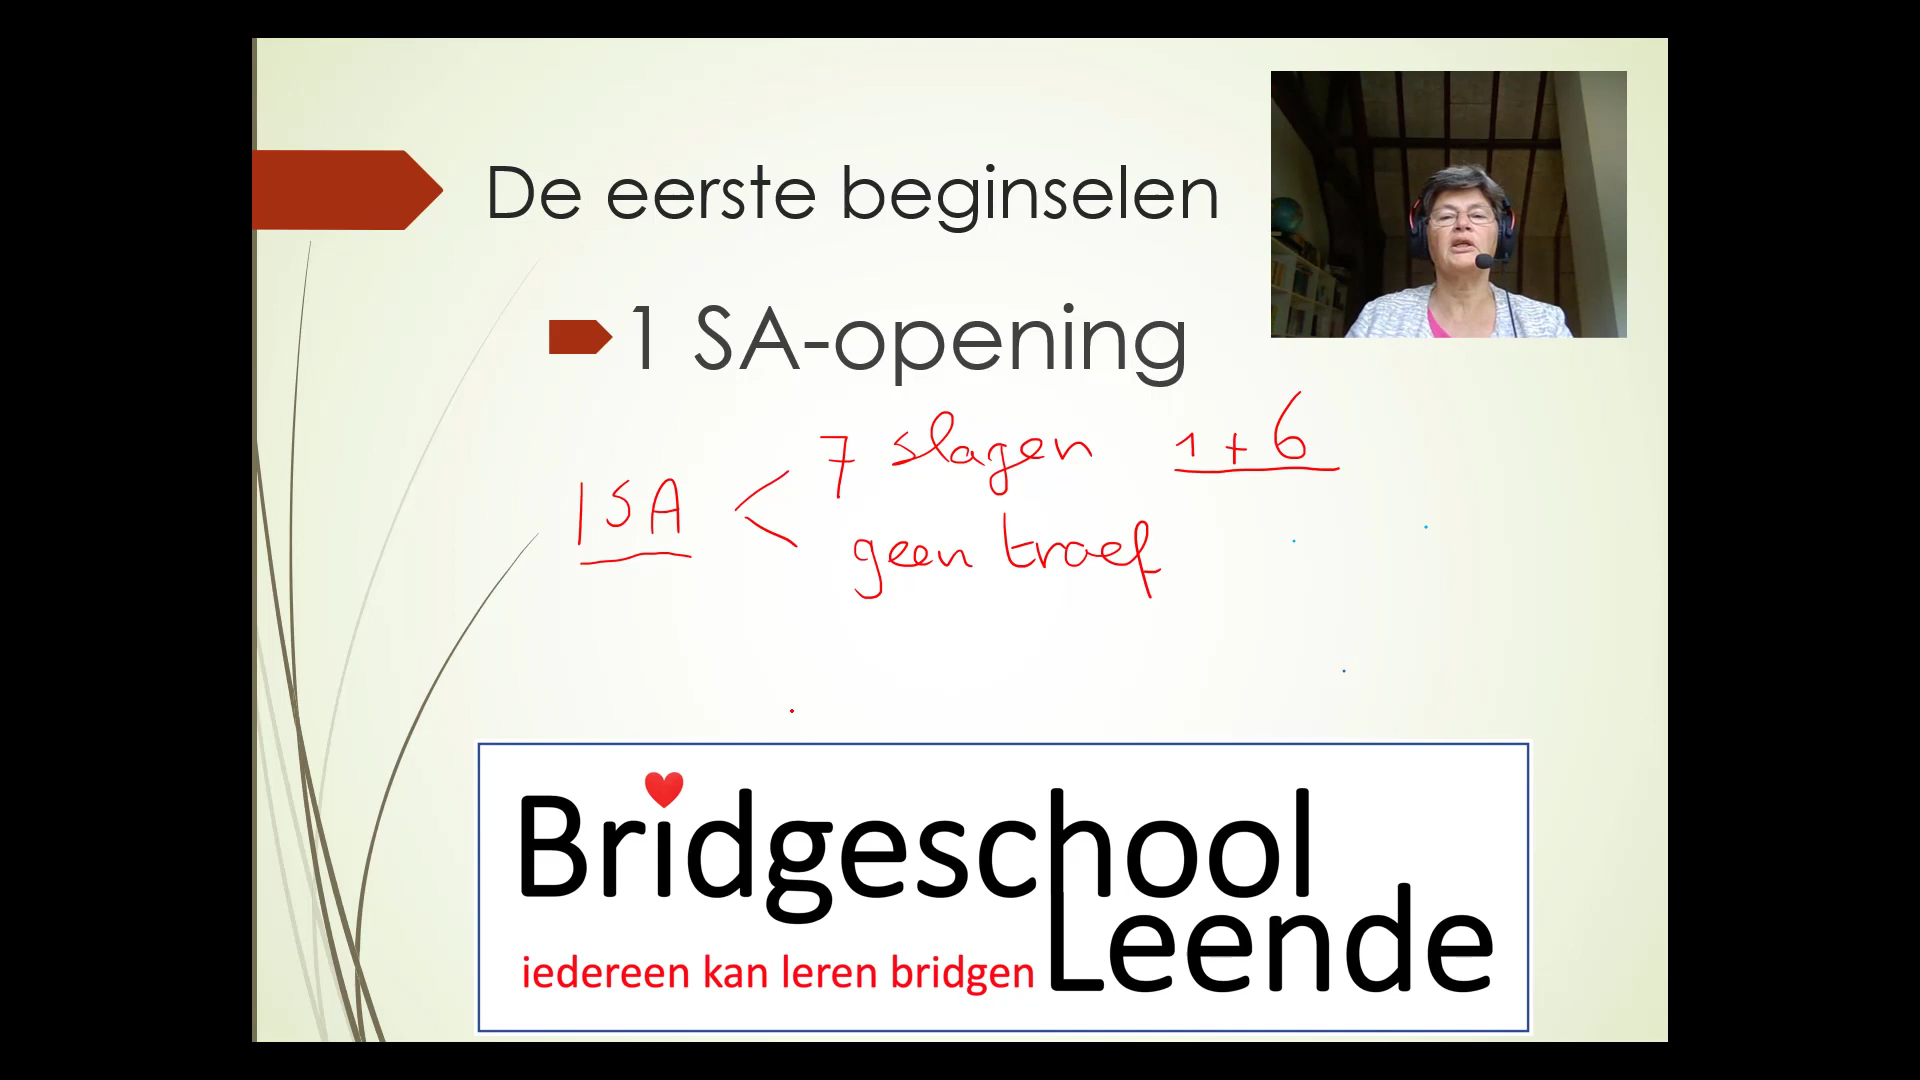 De eerste beginselen
1 SA-opening
7 slagen 1 + 6
1SA <
geen troef
Bridgeschool
Leende
iedereen kan leren bridgen